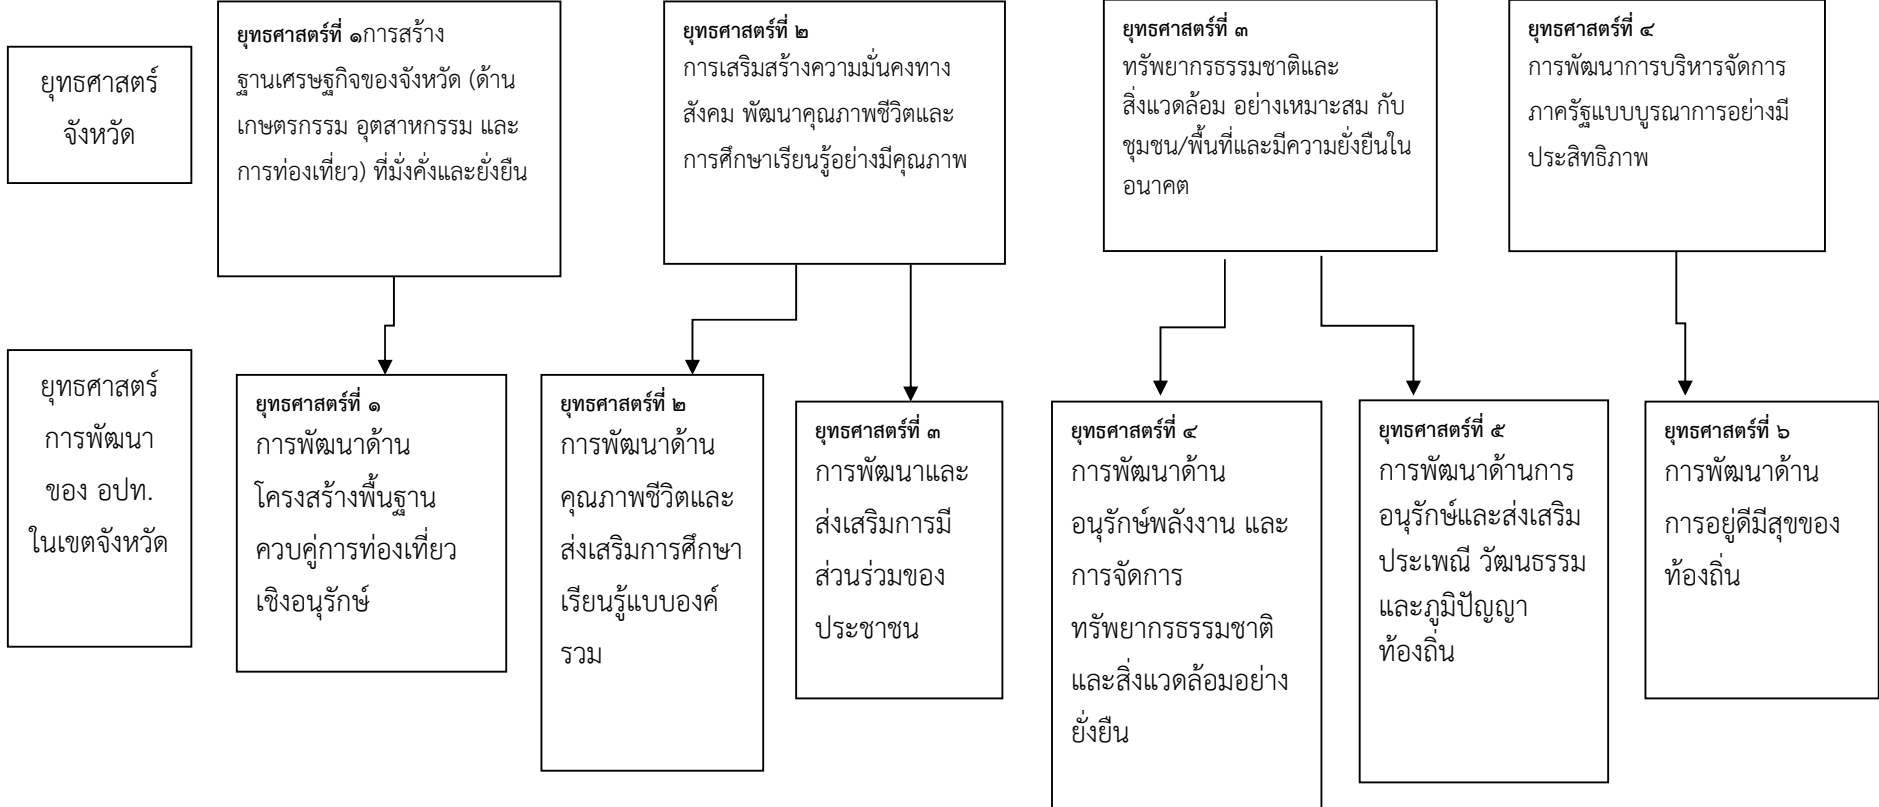 ยุทธศาสตร์
จังหวัด
ยุทธศาสตร์ที่ ๑การสร้าง
ฐานเศรษฐกิจของจังหวัด (ด้าน
เกษตรกรรม อุตสาหกรรม และ
การท่องเที่ยว) ที่มั่งคั่งและยั่งยืน
ยุทธศาสตร์ที่ ๒
การเสริมสร้างความมั่นคงทาง
สังคม พัฒนาคุณภาพชีวิตและ
การศึกษาเรียนรู้อย่างมีคุณภาพ
ยุทธศาสตร์ที่ ๓
ทรัพยากรธรรมชาติและ
สิ่งแวดล้อม อย่างเหมาะสม กับ
ชุมชน/พื้นที่และมีความยั่งยืนใน
อนาคต
ยุทธศาสตร์ที่ ๔
การพัฒนาการบริหารจัดการ
ภาครัฐแบบบูรณาการอย่างมี
ประสิทธิภาพ
ยุทธศาสตร์
การพัฒนา
ของ อปท.
ในเขตจังหวัด
ยุทธศาสตร์ที่ ๑
การพัฒนาด้าน
โครงสร้างพื้นฐาน
ควบคู่การท่องเที่ยว
เชิงอนุรักษ์
ยุทธศาสตร์ที่ ๒
การพัฒนาด้าน
คุณภาพชีวิตและ
ส่งเสริมการศึกษา
เรียนรู้แบบองค์
รวม
ยุทธศาสตร์ที่ ๓
การพัฒนาและ
ส่งเสริมการมี
ส่วนร่วมของ
ประชาชน
ยุทธศาสตร์ที่ ๔
การพัฒนาด้าน
อนุรักษ์พลังงาน และ
การจัดการ
ทรัพยากรธรรมชาติ
และสิ่งแวดล้อมอย่าง
ยั่งยืน
ยุทธศาสตร์ที่ ๕
การพัฒนาด้านการ
อนุรักษ์และส่งเสริม
ประเพณี วัฒนธรรม
และภูมิปัญญา
ท้องถิ่น
ยุทธศาสตร์ที่ ๖
การพัฒนาด้าน
การอยู่ดีมีสุขของ
ท้องถิ่น